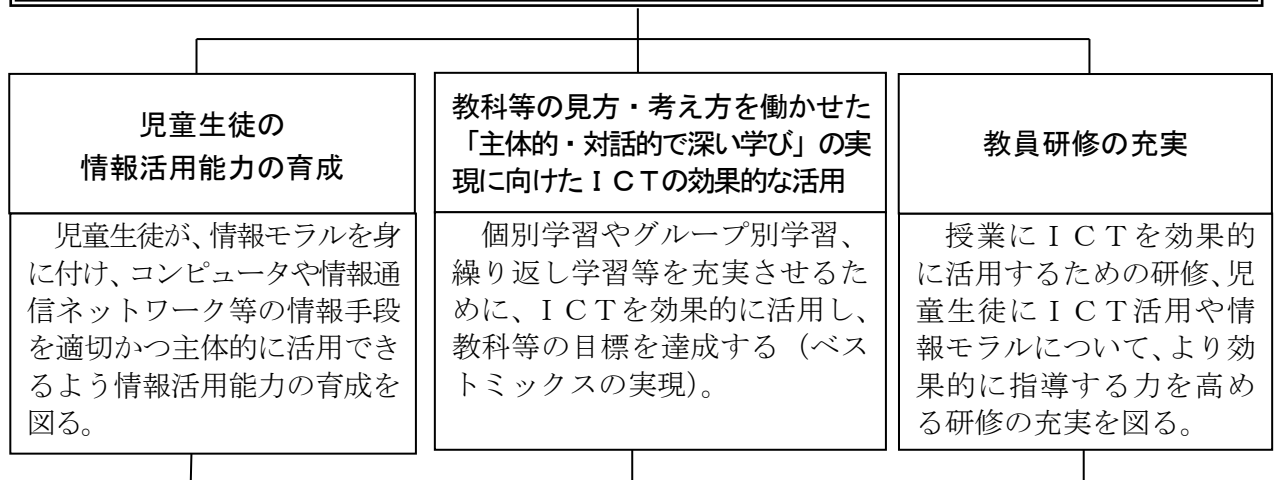 児童生徒の
情報活用能力の育成
児童生徒が、情報モラルを身
に付け、コンピュータや情報通
信ネットワーク等の情報手段
を適切かつ主体的に活用でき
るよう情報活用能力の育成を
図る。
教科等の見方・考え方を働かせた
「主体的・対話的で深い学び」の実
現に向けたＩＣＴの効果的な活用
個別学習やグループ別学習、
繰り返し学習等を充実させるた
めに、ＩＣＴを効果的に活用し、
教科等の目標を達成する（ベス
トミックスの実現）。
教員研修の充実
授業にＩＣＴを効果的
に活用するための研修、児
童生徒にＩＣＴ活用や情
報モラルについて、より効
果的に指導する力を高め
る研修の充実を図る。